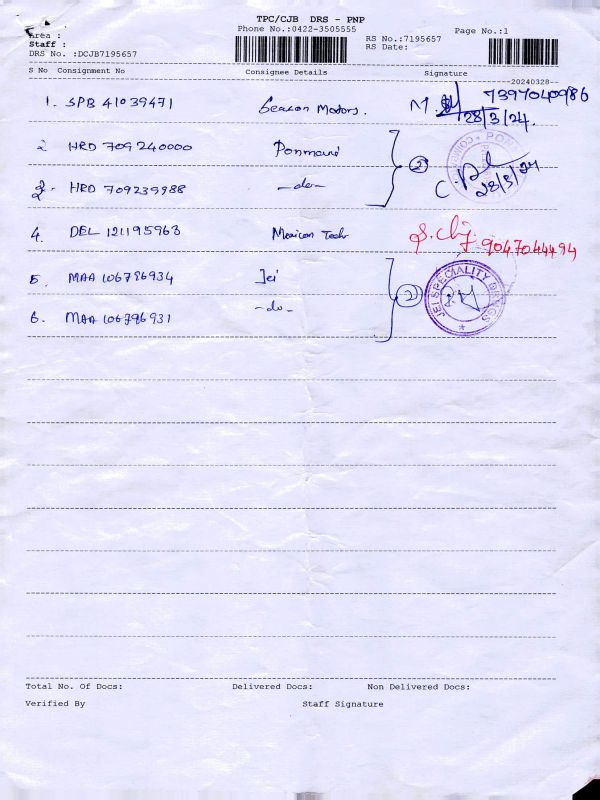 TPC/CJB DRS - PNP
Area : Phone No.:0422-3505555 Page No.:1
Staff : RS No.:7195657
DRS No. :DCJB7195657 RS Date:
S No Consignment No Consignee Details Signature
--20240328--
1. SPB 41039471 Beacon Motors. M. 7397040986
28/3/24.
2 HRD 709240000 Ponmani
3. HRD 709239988 -do- 2 C. 28/3/24
4. DEL 121195963 Mexican Tech 9047044494
5. MAA 106786934 Jei
6. MAA 106786931 -do- 2 JEI SPECIALITY DRUGS
Total No. Of Docs: Delivered Docs: Non Delivered Docs:
Verified By Staff Signature